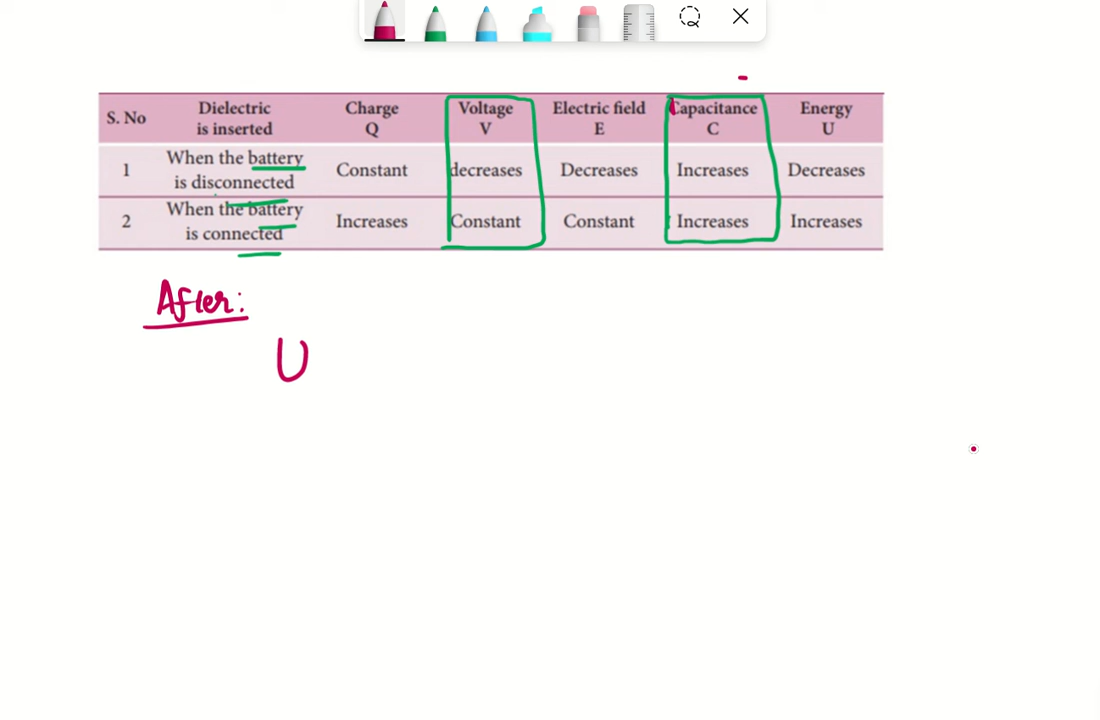 S. No Dielectric is inserted Charge Q Voltage V Electric field E Capacitance C Energy U
1 When the battery is disconnected Constant decreases Decreases Increases Decreases
2 When the battery is connected Increases Constant Constant Increases Increases
After:
U